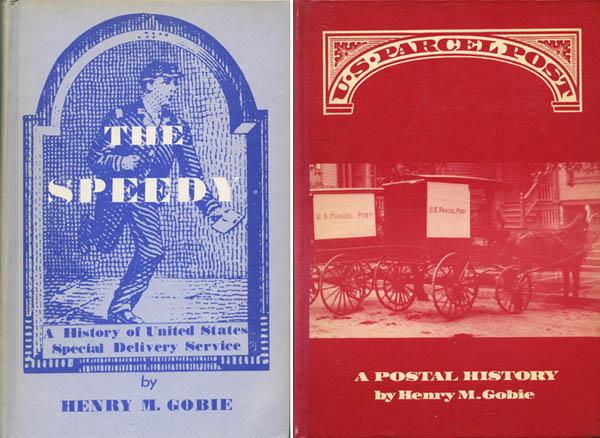 THE
SPEEDY
A History of United States
Special Delivery Service
by
HENRY M. GOBIE
U.S. PARCEL POST
U.S. PARCEL POST
U.S. PARCEL POST
A POSTAL HISTORY
by Henry M. Gobie